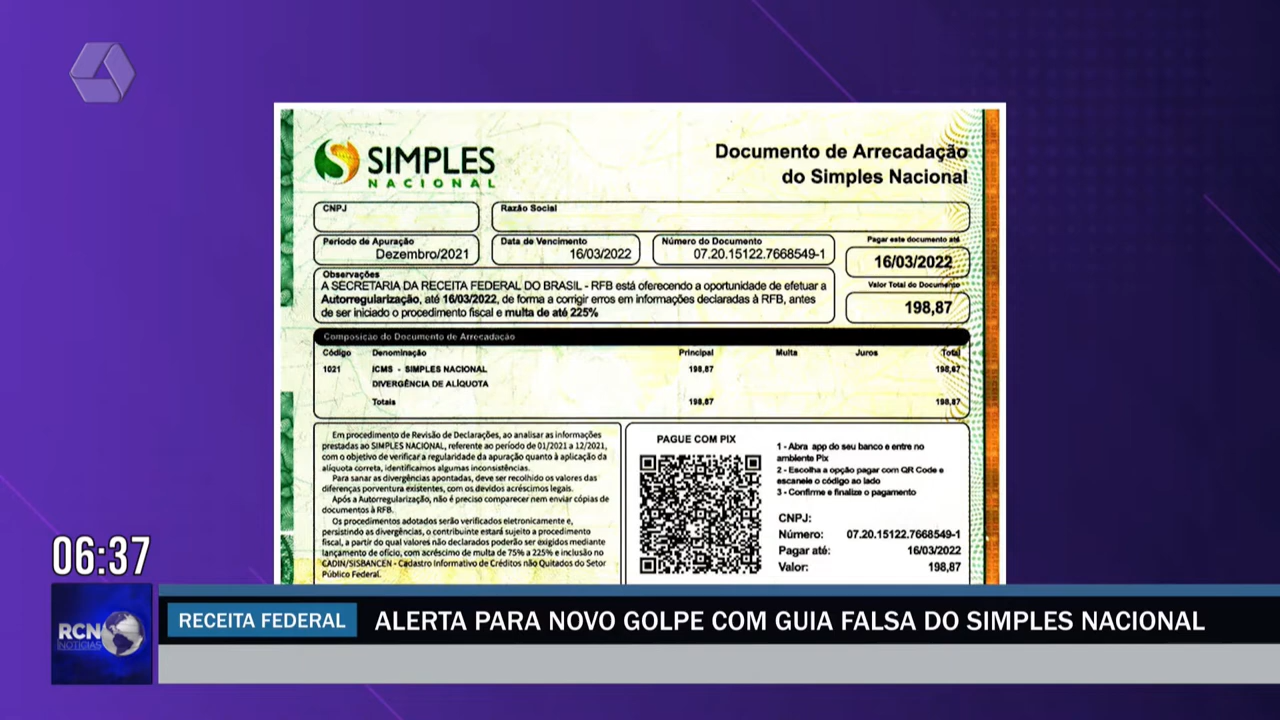 SIMPLES
NACIONAL
Documento de Arrecadação
do Simples Nacional
CNPJ
Razão Social
Período de Apuração
Dezembro/2021
Data de Vencimento
16/03/2022
Número do Documento
07.20.15122.7668549-1
Pagar este documento até
16/03/2022
Observações
A SECRETARIA DA RECEITA FEDERAL DO BRASIL - RFB está oferecendo a oportunidade de efetuar a
Autorregularização, até 16/03/2022, de forma a corrigir erros em informações declaradas à RFB, antes
de ser iniciado o procedimento fiscal e multa de até 225%
Valor Total do Documento
198,87
Composição do Documento de Arrecadação
Código Denominação Principal Multa Juros Total
1021 ICMS - SIMPLES NACIONAL 198,87 198,87
DIVERGÊNCIA DE ALÍQUOTA
Totais 198,87 198,87
Em procedimento de Revisão de Declarações, ao analisar as informações
prestadas ao SIMPLES NACIONAL, referente ao período de 01/2021 a 12/2021,
com o objetivo de verificar a regularidade da apuração quanto à aplicação da
alíquota correta, identificamos algumas inconsistências.
Para sanar as divergências apontadas, deve ser recolhido os valores das
diferenças porventura existentes, com os devidos acréscimos legais.
Após a Autorregularização, não é preciso comparecer nem enviar cópias de
documentos à RFB.
Os procedimentos adotados serão verificados eletronicamente e,
persistindo as divergências, o contribuinte estará sujeito a procedimento
fiscal, a partir do qual valores não declarados poderão ser exigidos mediante
lançamento de ofício, com acréscimo de multa de 75% a 225% e inclusão no
CADIN/SISBANCEN - Cadastro Informativo de Créditos não Quitados do Setor
Público Federal.
PAGUE COM PIX
1 - Abra app do seu banco e entre no
ambiente Pix
2 - Escolha a opção pagar com QR Code e
escaneie o código ao lado
3 - Confirme e finalize o pagamento
CNPJ:
Número: 07.20.15122.7668549-1
Pagar até: 16/03/2022
Valor: 198,87
06:37
RCN
NOTÍCIAS
RECEITA FEDERAL
ALERTA PARA NOVO GOLPE COM GUIA FALSA DO SIMPLES NACIONAL